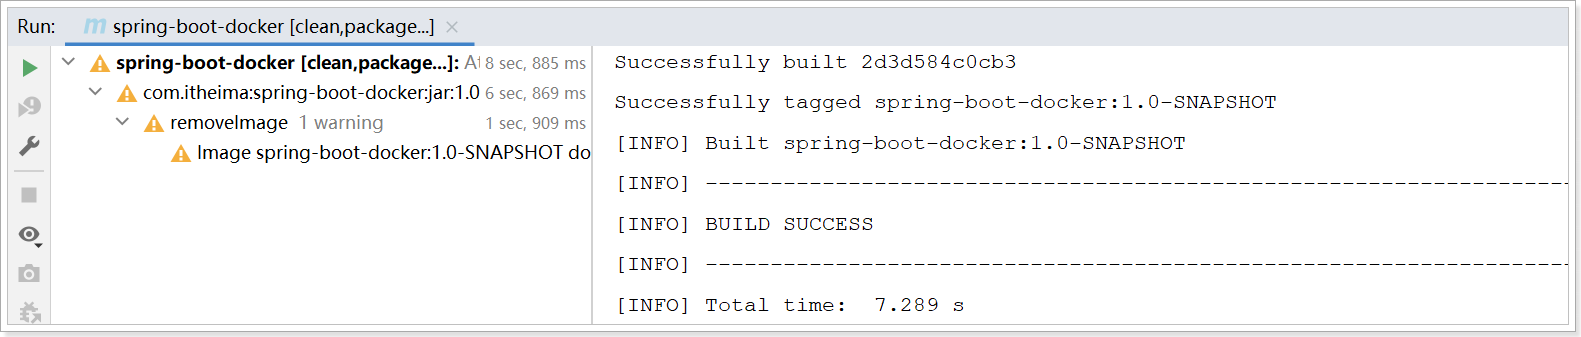 Run: m spring-boot-docker [clean,package...] ×
spring-boot-docker [clean,package...]: At 8 sec, 885 ms
com.itheima:spring-boot-docker:jar:1.0 6 sec, 869 ms
removeImage 1 warning 1 sec, 909 ms
Image spring-boot-docker:1.0-SNAPSHOT do
Successfully built 2d3d584c0cb3
Successfully tagged spring-boot-docker:1.0-SNAPSHOT
[INFO] Built spring-boot-docker:1.0-SNAPSHOT
[INFO] ------------------------------------------------------------------
[INFO] BUILD SUCCESS
[INFO] ------------------------------------------------------------------
[INFO] Total time:  7.289 s